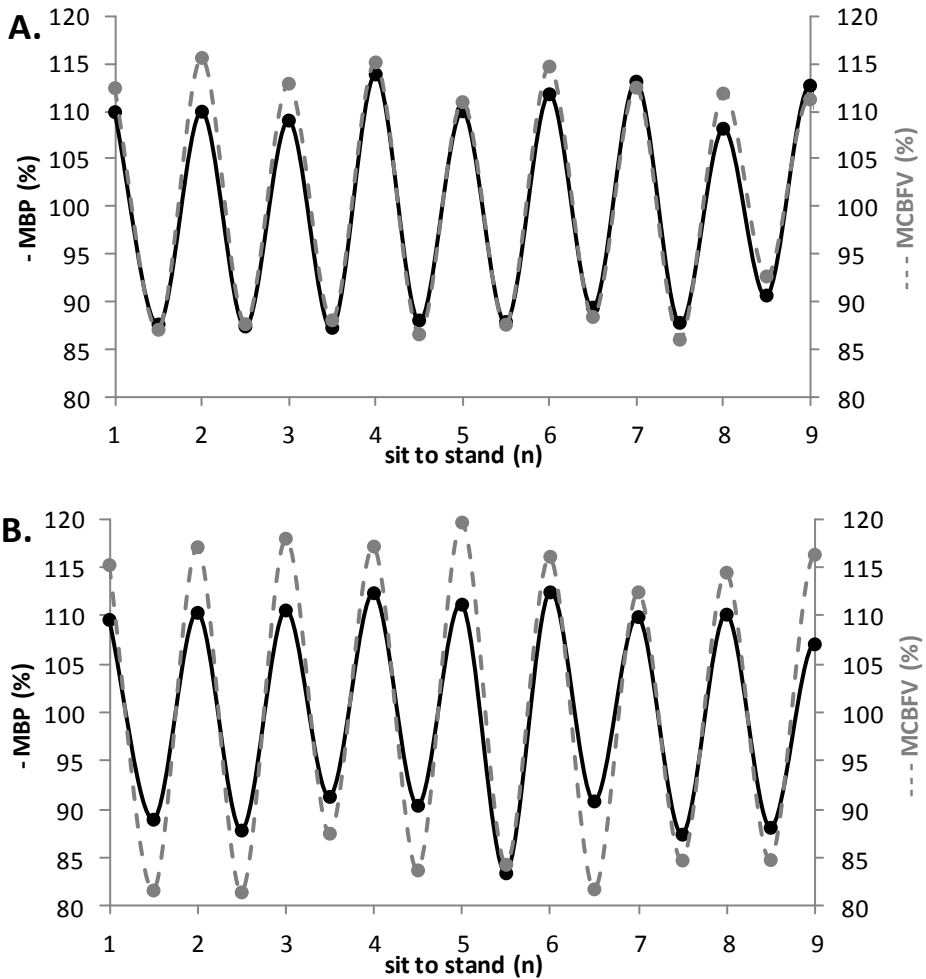 A.
120 120
115 115
110 110
105 105
100 100
95 95
90 90
85 85
80 80
- MBP (%)
--- MCBFV (%)
1 2 3 4 5 6 7 8 9
sit to stand (n)
B.
120 120
115 115
110 110
105 105
100 100
95 95
90 90
85 85
80 80
- MBP (%)
--- MCBFV (%)
1 2 3 4 5 6 7 8 9
sit to stand (n)